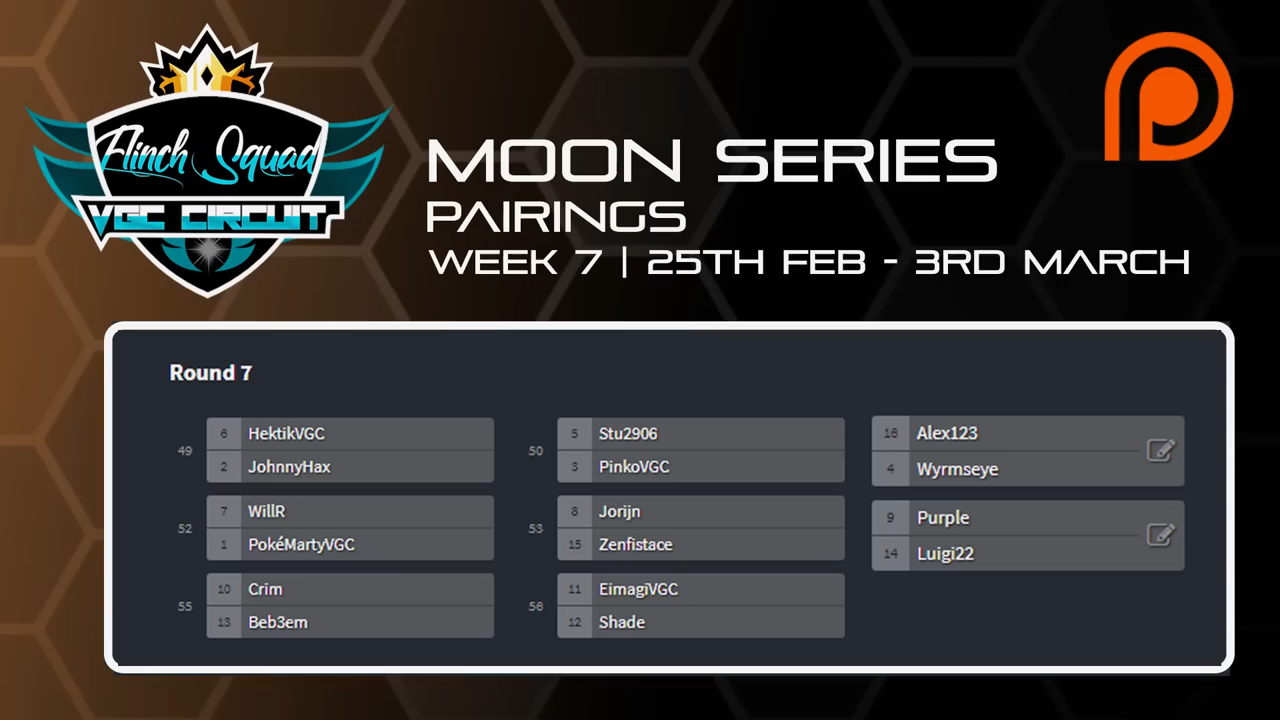 Flinch Squad
VGC CIRCUIT
MOON SERIES
PAIRINGS
WEEK 7 | 25TH FEB - 3RD MARCH
Round 7
49
6 HektikVGC
2 JohnnyHax
50
5 Stu2906
3 PinkoVGC
16 Alex123
4 Wyrmseye
52
7 WillR
1 PokéMartyVGC
53
8 Jorijn
15 Zenfistace
9 Purple
14 Luigi22
55
10 Crim
13 Beb3em
56
11 EimagiVGC
12 Shade